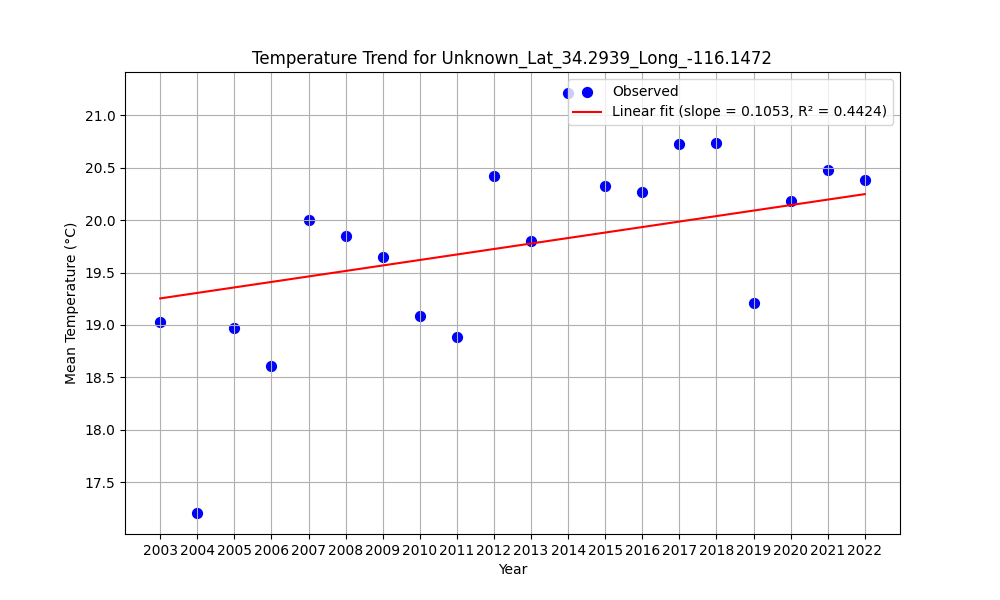 Temperature Trend for Unknown_Lat_34.2939_Long_-116.1472
Observed
Linear fit (slope = 0.1053, R² = 0.4424)
Mean Temperature (°C)
21.0
20.5
20.0
19.5
19.0
18.5
18.0
17.5
2003 2004 2005 2006 2007 2008 2009 2010 2011 2012 2013 2014 2015 2016 2017 2018 2019 2020 2021 2022
Year